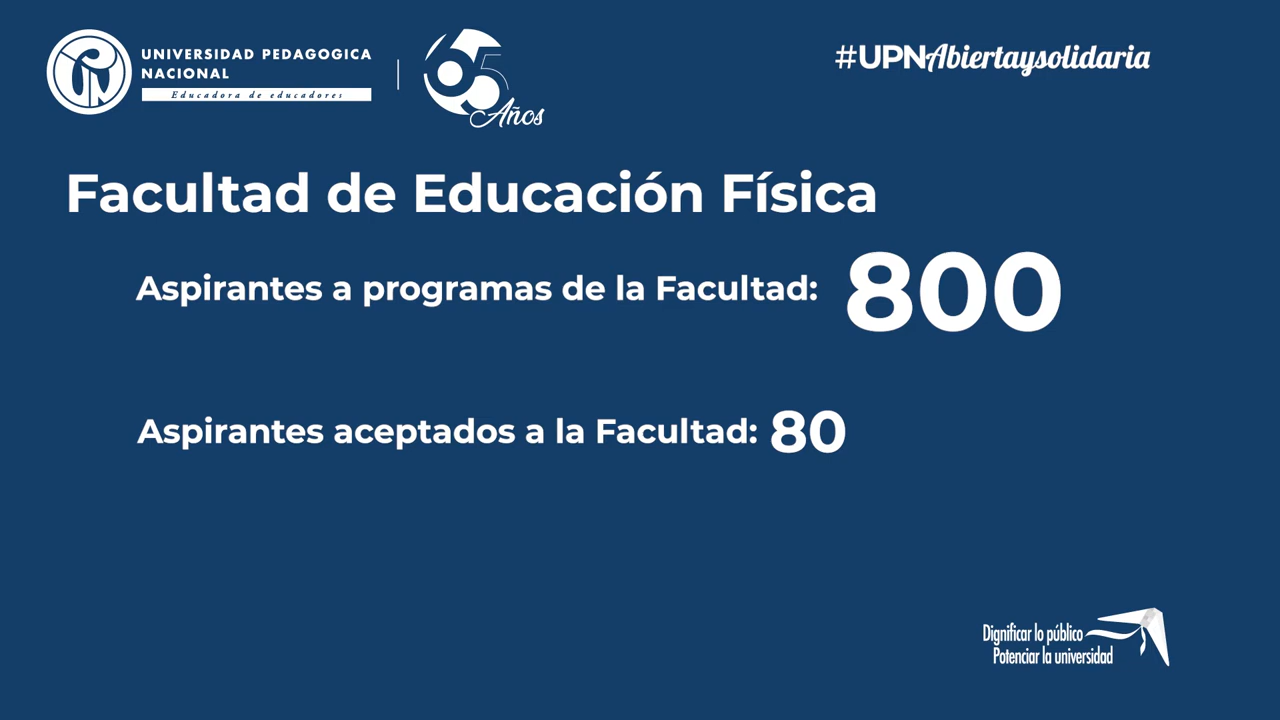 UNIVERSIDAD PEDAGOGICA
NACIONAL
Educadora de educadores
65
Años
#UPNAbiertaysolidaria
Facultad de Educación Física
Aspirantes a programas de la Facultad: 800
Aspirantes aceptados a la Facultad: 80
Dignificar lo público
Potenciar la universidad